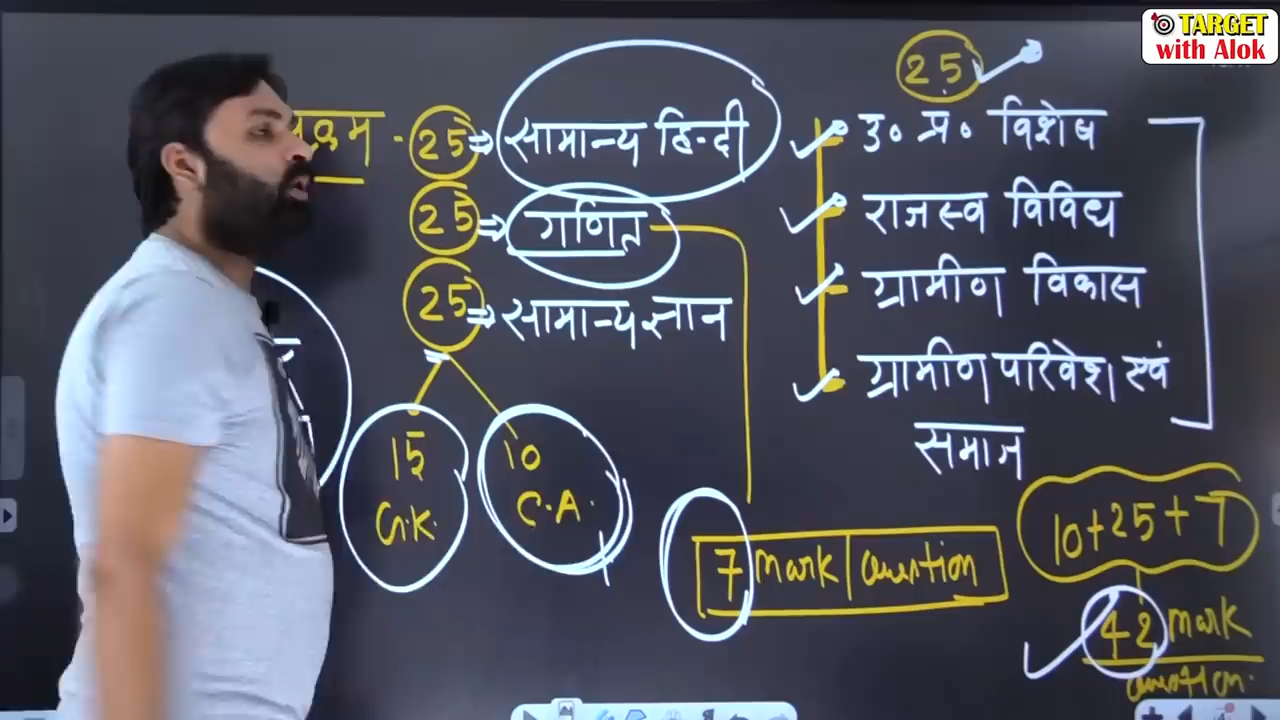 TARGET
with Alok
25
- 25 ⇒ सामान्य हिन्दी
25 ⇒ गणित
25 ⇒ सामान्य ज्ञान
15
G.K.
10
C.A.
उ० प्र० विशेष
राजस्व विविध
ग्रामीण विकास
ग्रामीण परिवेश एवं
समाज
7 mark | question
10+25+7
42 mark
question.